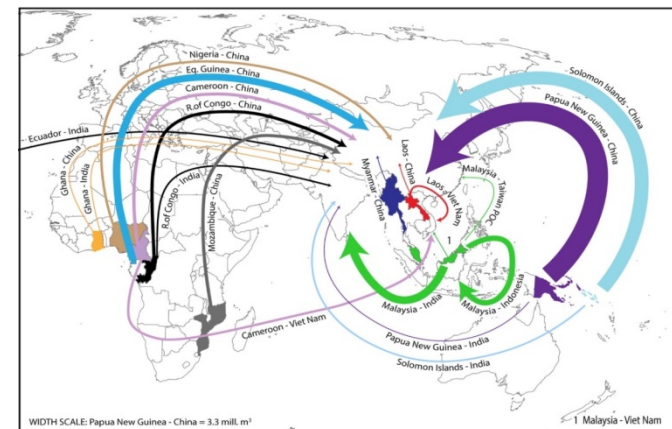 Nigeria - China
Eq. Guinea - China
Cameroon - China
R.of Congo - China
Ecuador - India
Ghana - China
Ghana - India
R.of Congo - India
Mozambique - China
Cameroon - Viet Nam
Myanmar - China
Laos - China
Laos - Viet Nam
Malaysia - Taiwan POC
1
Solomon Islands - China
Papua New Guinea - China
Malaysia - India
Malaysia - Indonesia
Papua New Guinea - India
Solomon Islands - India
WIDTH SCALE: Papua New Guinea - China = 3.3 mill. m³
1 Malaysia - Viet Nam